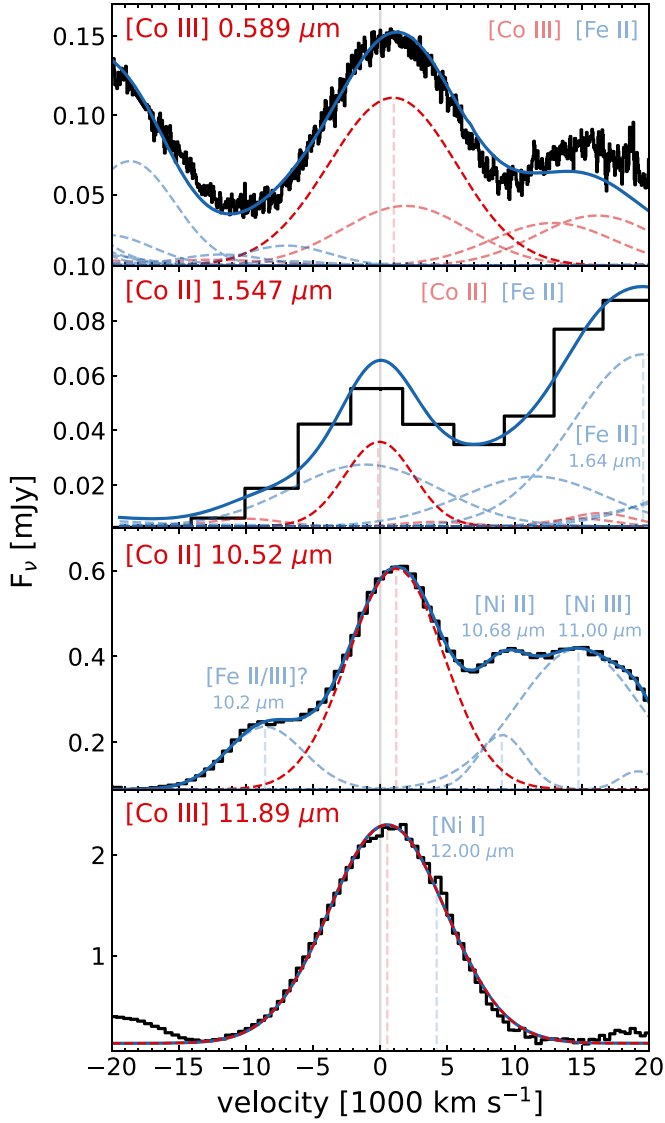 [Co III] 0.589 μm
[Co III] [Fe II]
0.15
0.10
0.05
0.10
[Co II] 1.547 μm
[Co II] [Fe II]
0.08
0.06
0.04
0.02
[Fe II]
1.64 μm
Fν [mJy]
[Co II] 10.52 μm
0.6
0.4
0.2
[Fe II/III]?
10.2 μm
[Ni II]
10.68 μm
[Ni III]
11.00 μm
[Co III] 11.89 μm
[Ni I]
12.00 μm
2
1
−20 −15 −10 −5 0 5 10 15 20
velocity [1000 km s⁻¹]